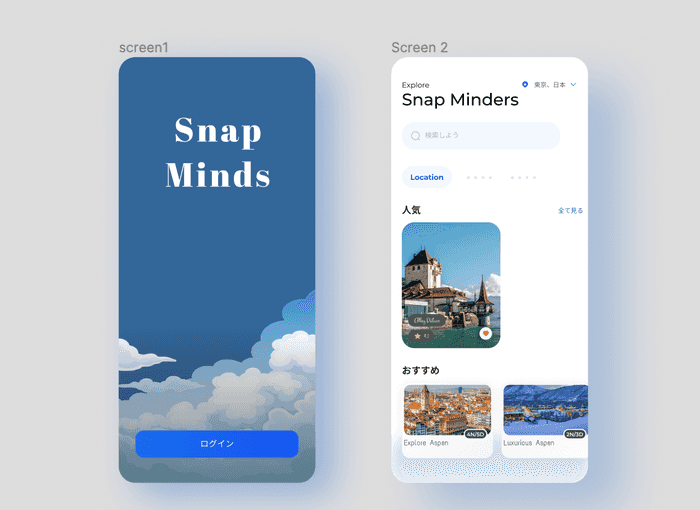 screen1
Snap
Minds
ログイン
Screen 2
Explore
東京、日本
Snap Minders
検索しよう
Location
人気
全て見る
4.1
おすすめ
4N/5D
Explore Aspen
2N/3D
Luxurious Aspen